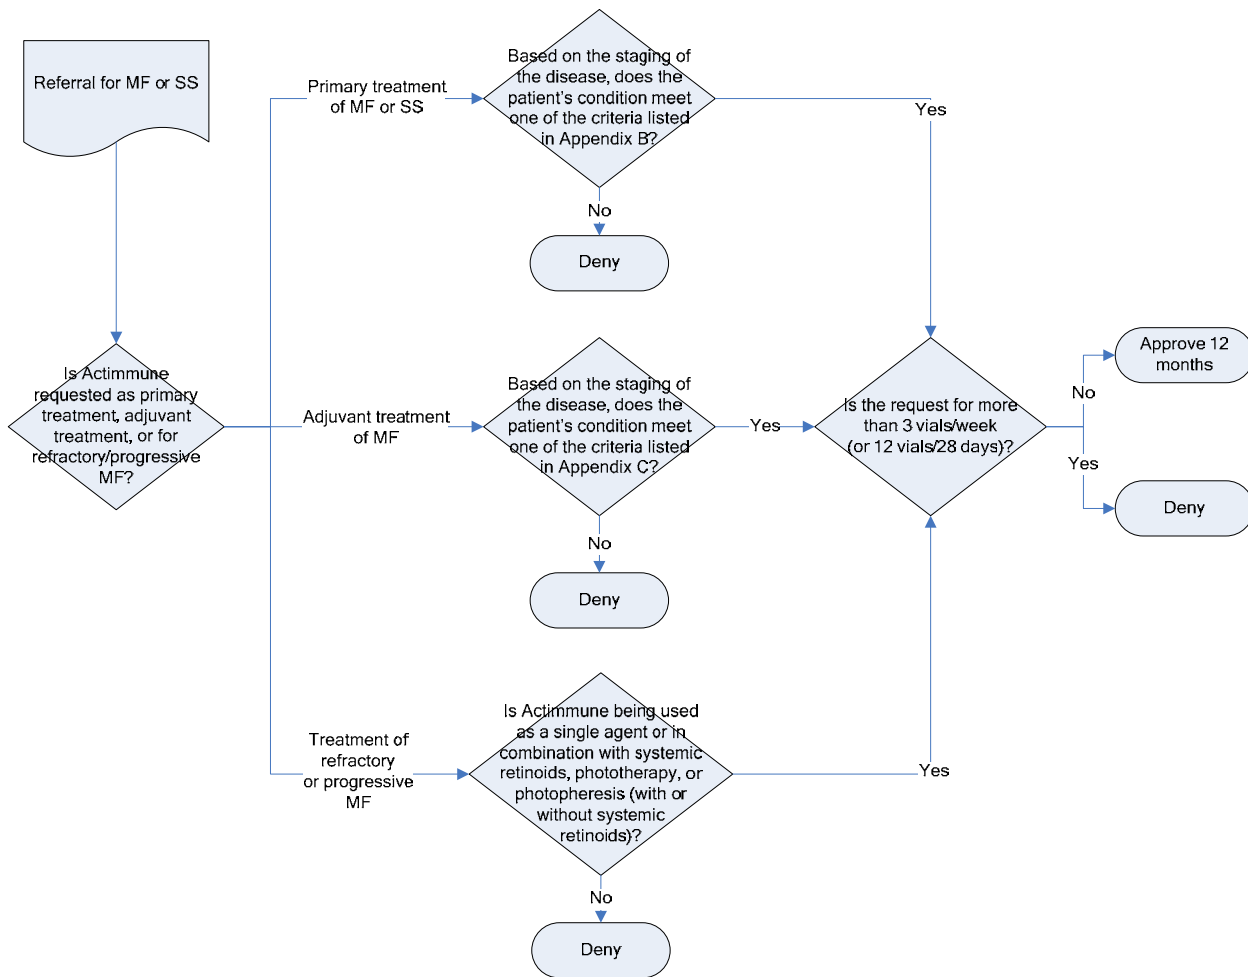 Referral for MF or SS
Is Actimmune
requested as primary
treatment, adjuvant
treatment, or for
refractory/progressive
MF?
Primary treatment
of MF or SS
Based on the staging of
the disease, does the
patient's condition meet
one of the criteria listed
in Appendix B?
Yes
No
Deny
Adjuvant treatment
of MF
Based on the staging of
the disease, does the
patient's condition meet
one of the criteria listed
in Appendix C?
Yes
No
Deny
Treatment of
refractory
or progressive
MF
Is Actimmune being used
as a single agent or in
combination with systemic
retinoids, phototherapy, or
photopheresis (with or
without systemic
retinoids)?
Yes
No
Deny
Is the request for more
than 3 vials/week
(or 12 vials/28 days)?
No
Approve 12
months
Yes
Deny